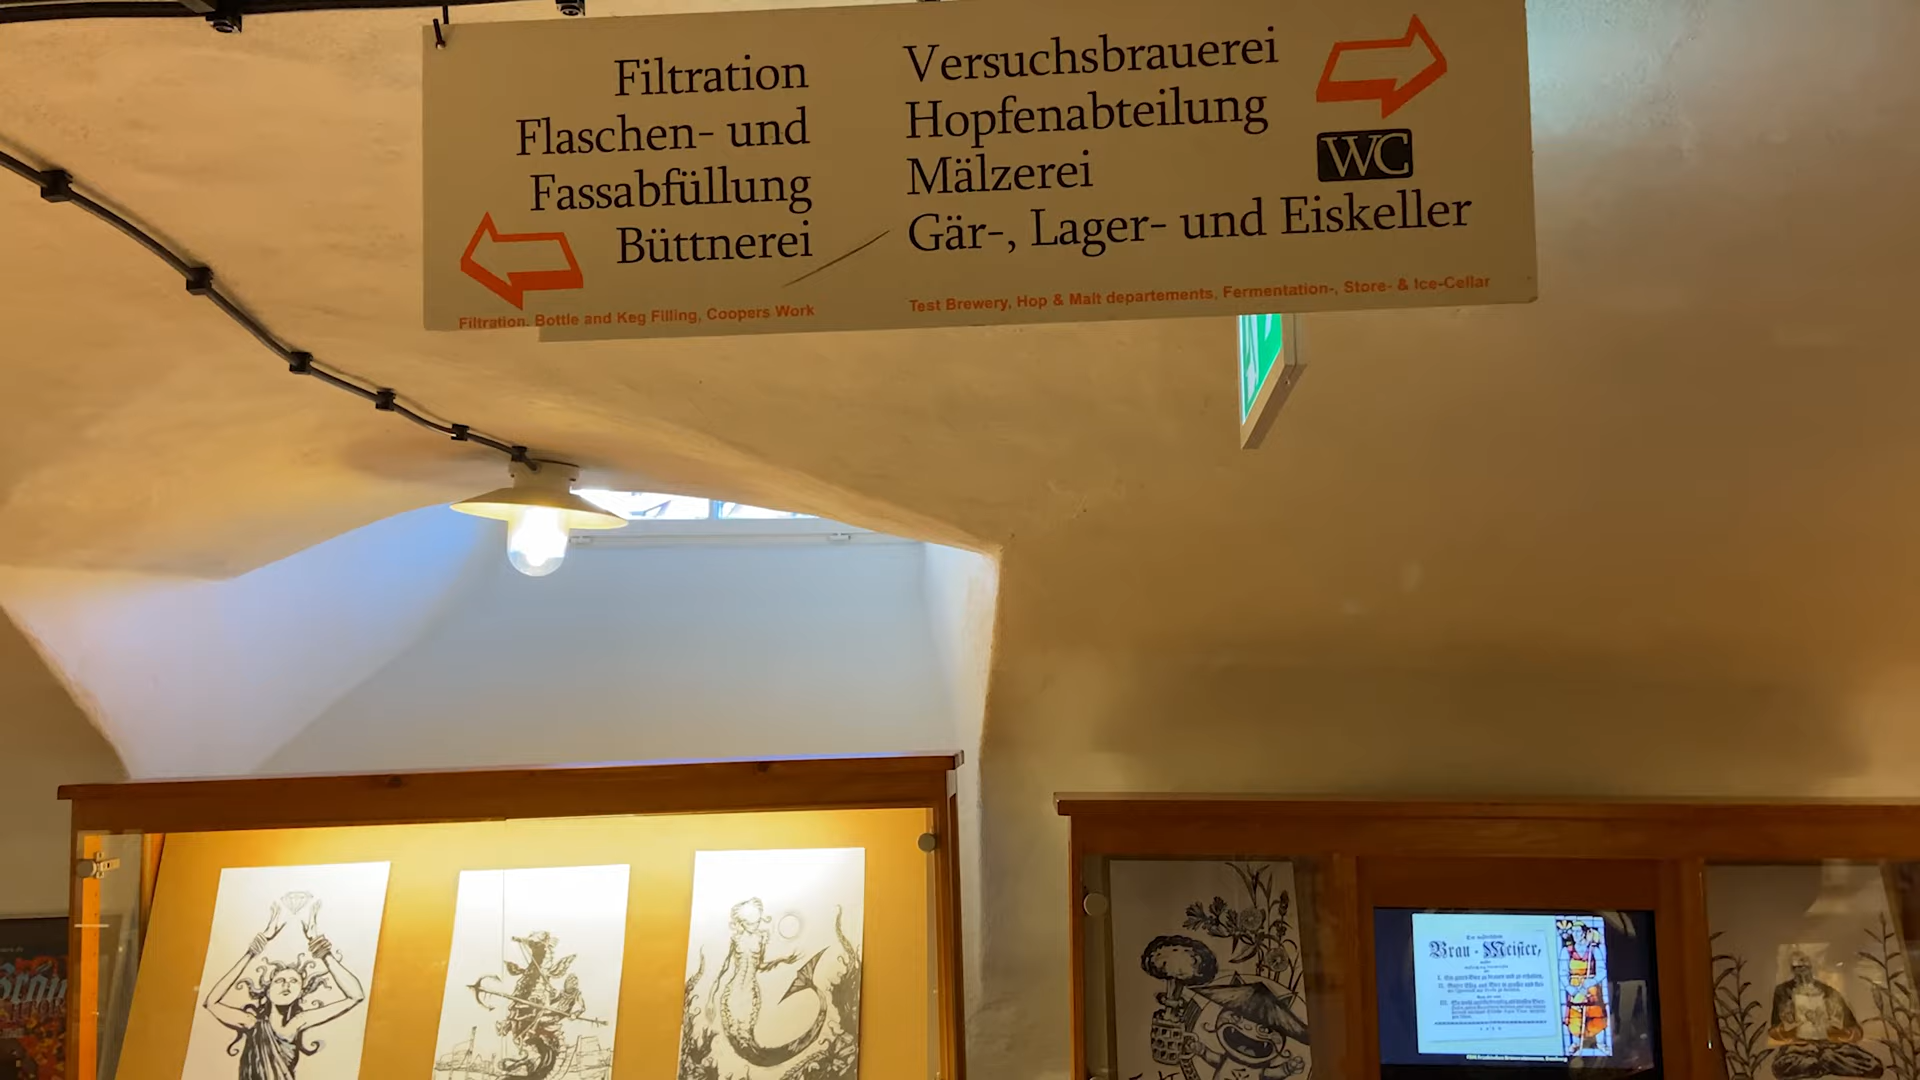 Filtration
Flaschen- und
Fassabfüllung
Büttnerei
Filtration, Bottle and Keg Filling, Coopers Work
Versuchsbrauerei
Hopfenabteilung
Mälzerei
WC
Gär-, Lager- und Eiskeller
Test Brewery, Hop & Malt departements, Fermentation-, Store- & Ice-Cellar
Brau-Meister,